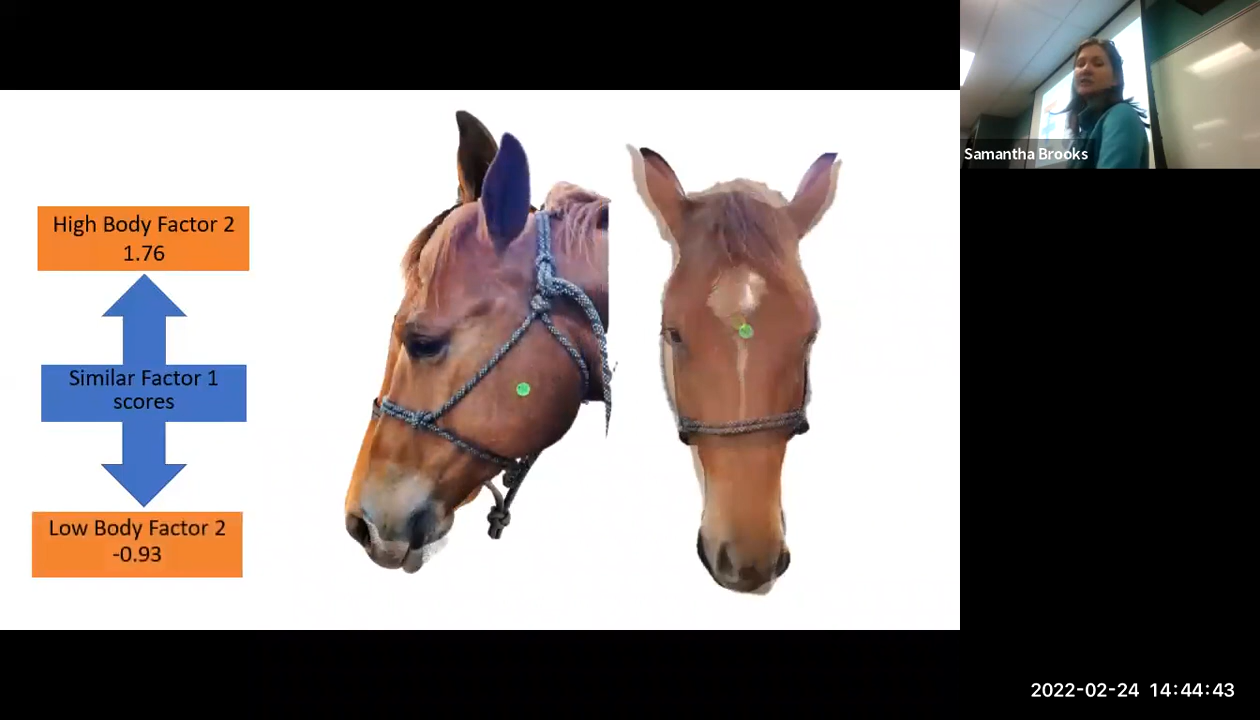 High Body Factor 2
1.76
Similar Factor 1
scores
Low Body Factor 2
-0.93
Samantha Brooks
2022-02-24 14:44:43